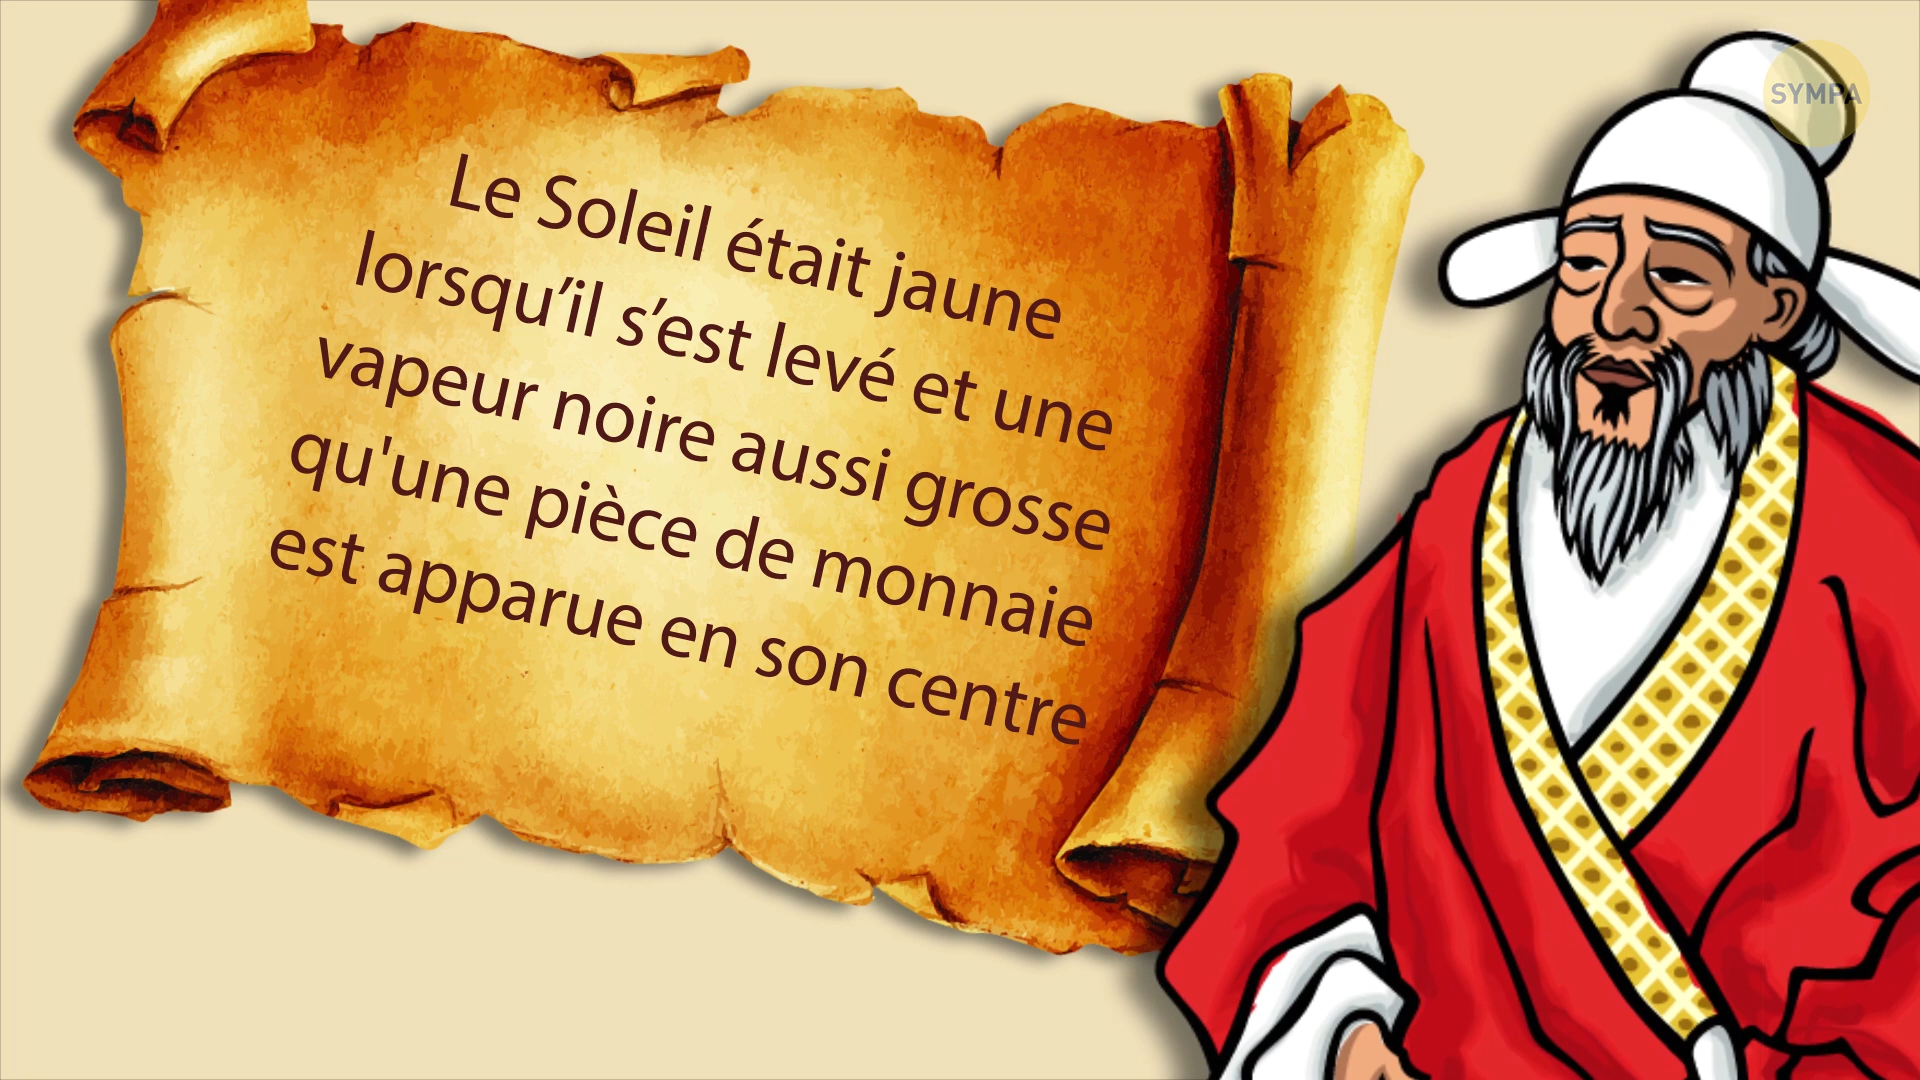 SYMPA
Le Soleil était jaune
lorsqu’il s’est levé et une
vapeur noire aussi grosse
qu'une pièce de monnaie
est apparue en son centre